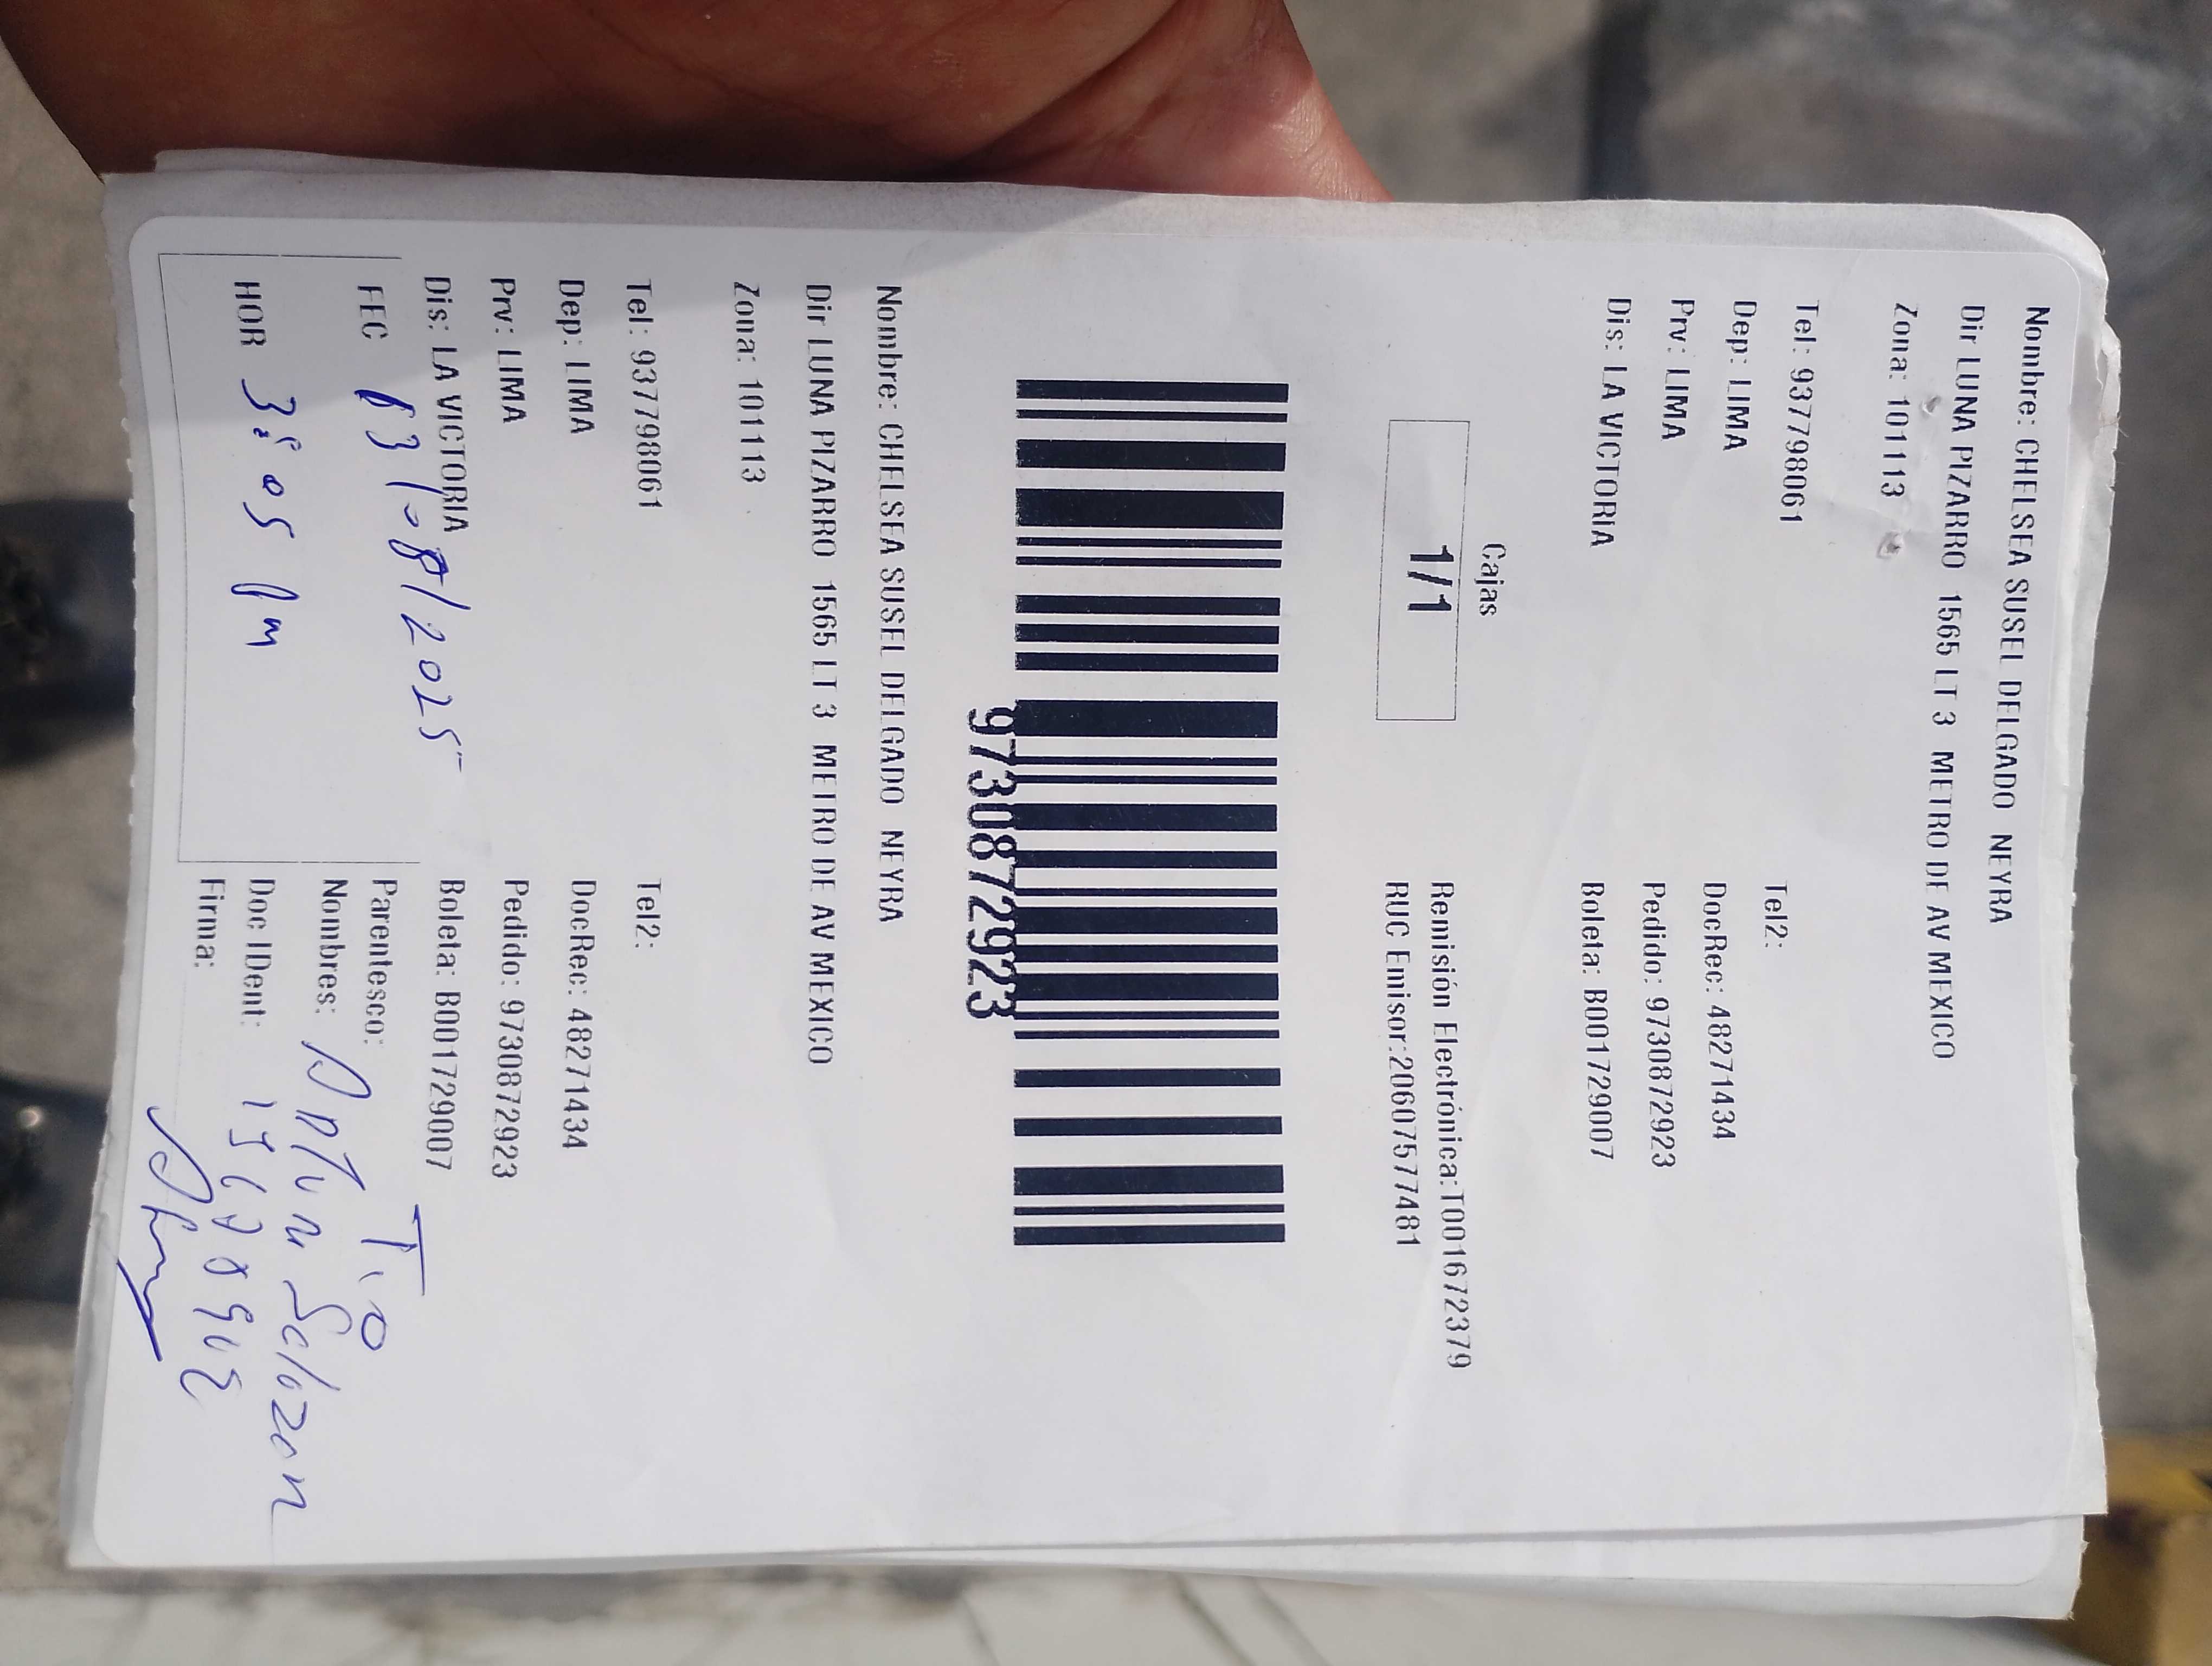 Nombre: CHELSEA SUSEL DELGADO NEYRA
Dir LUNA PIZARRO 1565 LT 3 METRO DE AV MEXICO
Zona: 101113
Tel: 937798061 Tel2:
Dep: LIMA DocRec: 48271434
Prv: LIMA Pedido: 9730872923
Dis: LA VICTORIA Boleta: B001729007
Cajas
1/1
Remisión Electrónica:T001672379
RUC Emisor:20607577481
9730872923
Nombre: CHELSEA SUSEL DELGADO NEYRA
Dir LUNA PIZARRO 1565 LT 3 METRO DE AV MEXICO
Zona: 101113
Tel: 937798061 Tel2:
Dep: LIMA DocRec: 48271434
Prv: LIMA Pedido: 9730872923
Dis: LA VICTORIA Boleta: B001729007
FEC 03/08/2025
HOR 3:05 pm
Parentesco: Tio
Nombres:
Doc IDent:
Firma: